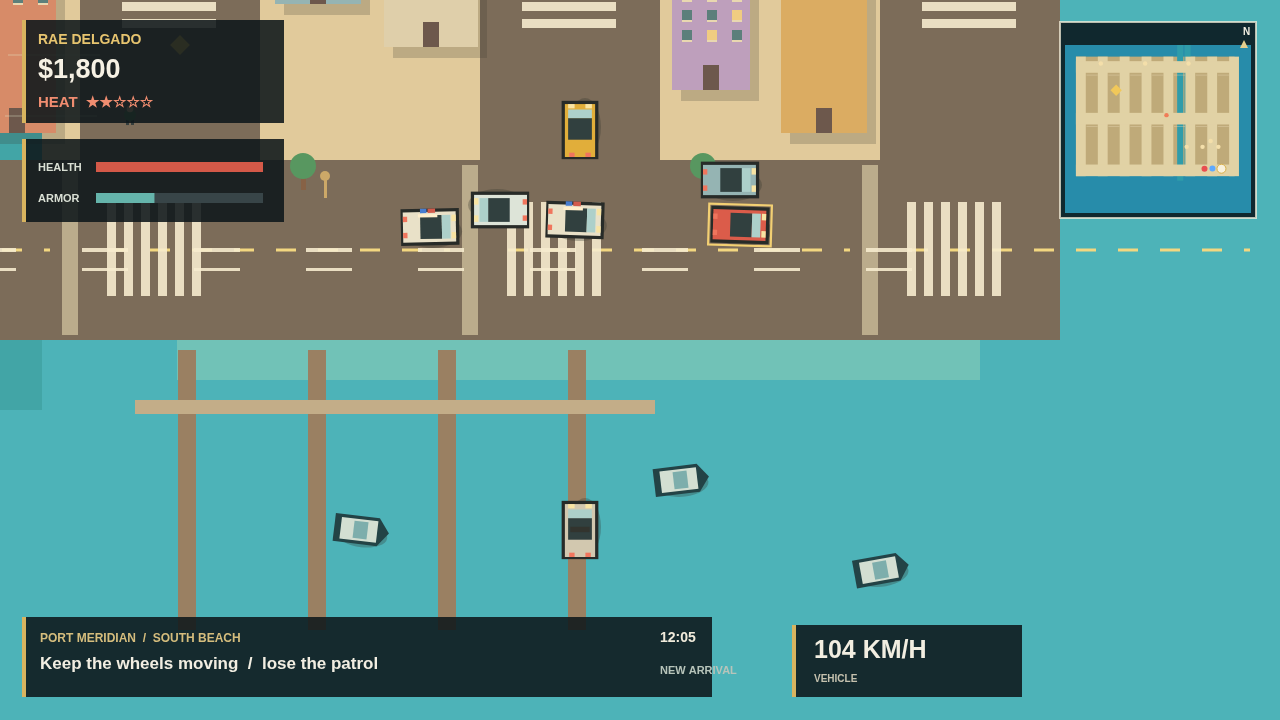 RAE DELGADO
$1,800
HEAT ★★☆☆☆
HEALTH
ARMOR
N
PORT MERIDIAN / SOUTH BEACH
Keep the wheels moving / lose the patrol
12:05
NEW ARRIVAL
104 KM/H
VEHICLE